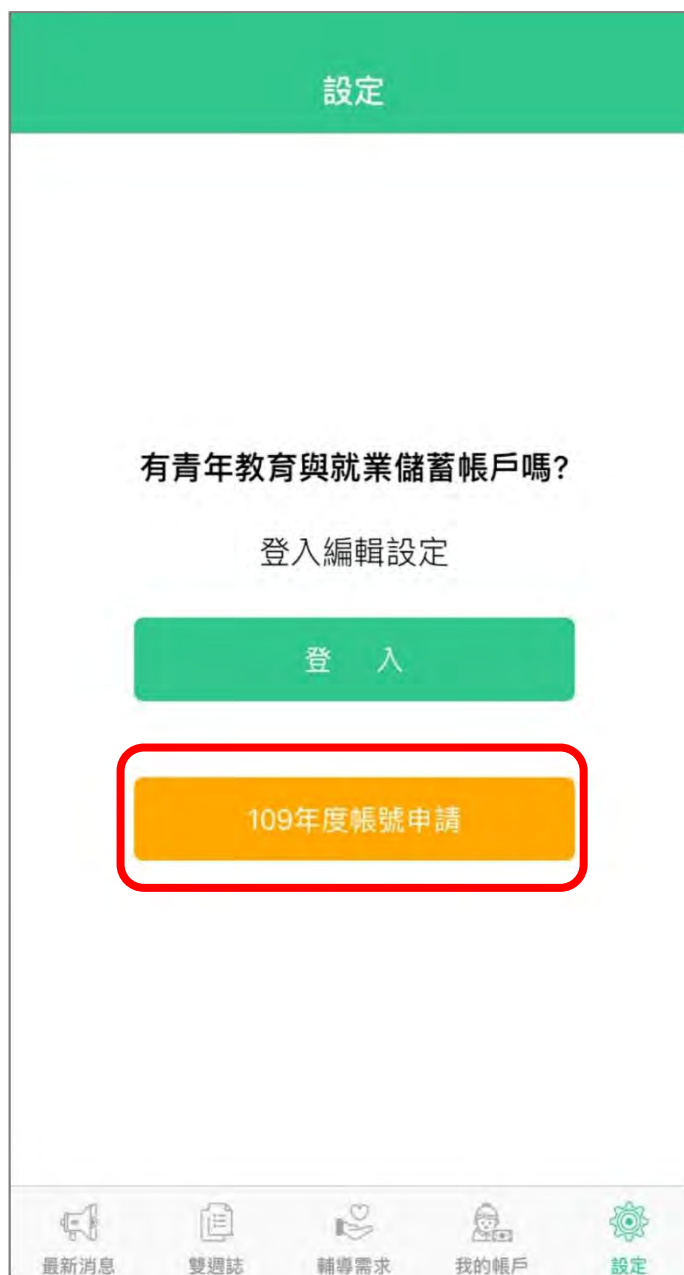 設定
有青年教育與就業儲蓄帳戶嗎?
登入編輯設定
登 入
109年度帳號申請
最新消息 雙週誌 輔導需求 我的帳戶 設定